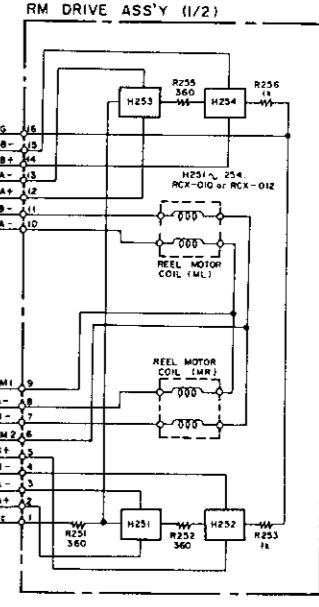 RM DRIVE ASS'Y (1/2)
R255
360
R256
1k
H253
H254
G
16
B-
15
B+
14
A-
13
A+
12
B-
11
A-
10
H251 ~ 254.
RCX-010 or RCX-012
REEL MOTOR
COIL (ML)
REEL MOTOR
COIL (MR)
M1
9
8
7
M2
6
5
4
3
2
1
R251
360
H251
R252
360
H252
R253
1k